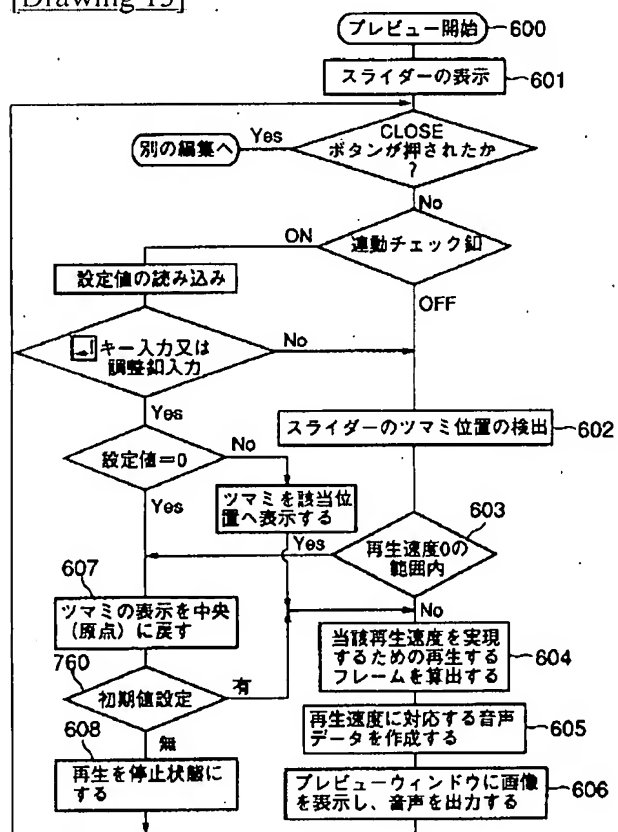 [Drawing 13]
プレビュー開始
600
スライダーの表示
601
CLOSE
ボタンが押されたか
?
Yes
別の編集へ
No
連動チェック釦
ON
OFF
設定値の読み込み
キー入力又は
調整釦入力
No
Yes
スライダーのツマミ位置の検出
602
設定値=0
No
Yes
ツマミを該当位
置へ表示する
603
再生速度0の
範囲内
Yes
No
607
ツマミの表示を中央
(原点)に戻す
当該再生速度を実現
するための再生する
フレームを算出する
604
760
初期値設定
有
無
再生速度に対応する音声
データを作成する
605
608
再生を停止状態に
する
プレビューウィンドウに画像
を表示し、音声を出力する
606